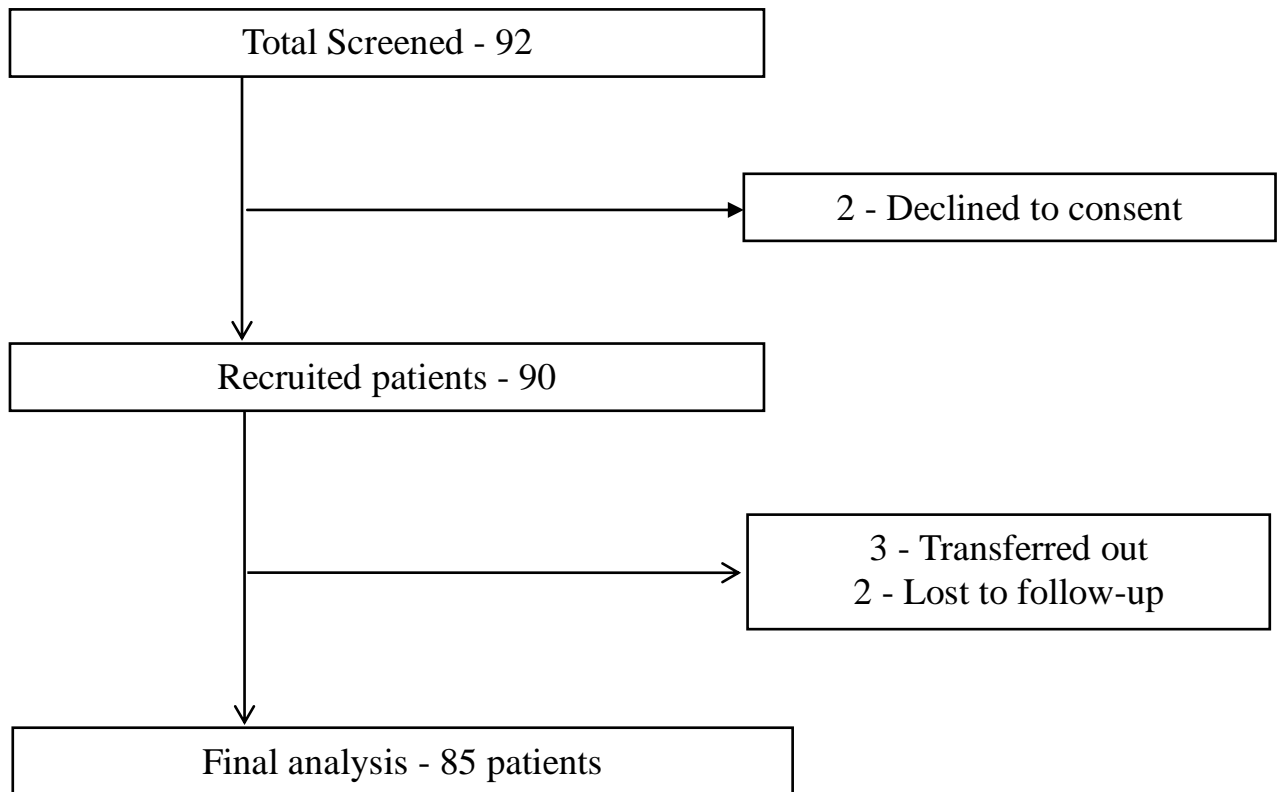 Total Screened - 92
2 - Declined to consent
Recruited patients - 90
3 - Transferred out
2 - Lost to follow-up
Final analysis - 85 patients